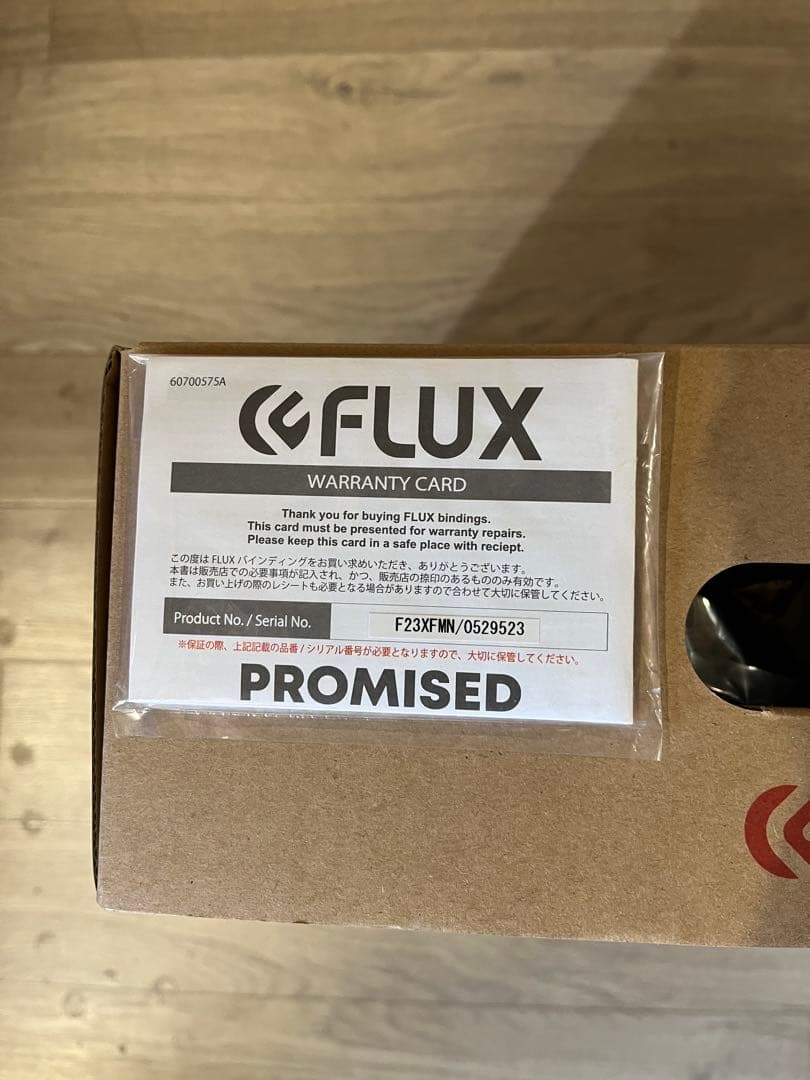 60700575A
FLUX
WARRANTY CARD
Thank you for buying FLUX bindings.
This card must be presented for warranty repairs.
Please keep this card in a safe place with reciept.
この度は FLUX バインディングをお買い求めいただき、ありがとうございます。
本書は販売店での必要事項が記入され、かつ、販売店の捺印のあるもののみ有効です。
また、お買い上げの際のレシートも必要となる場合がありますので合わせて大切に保管してください。
Product No. / Serial No.
F23XFMN/0529523
※保証の際、上記記載の品番 / シリアル番号が必要となりますので、大切に保管してください。
PROMISED